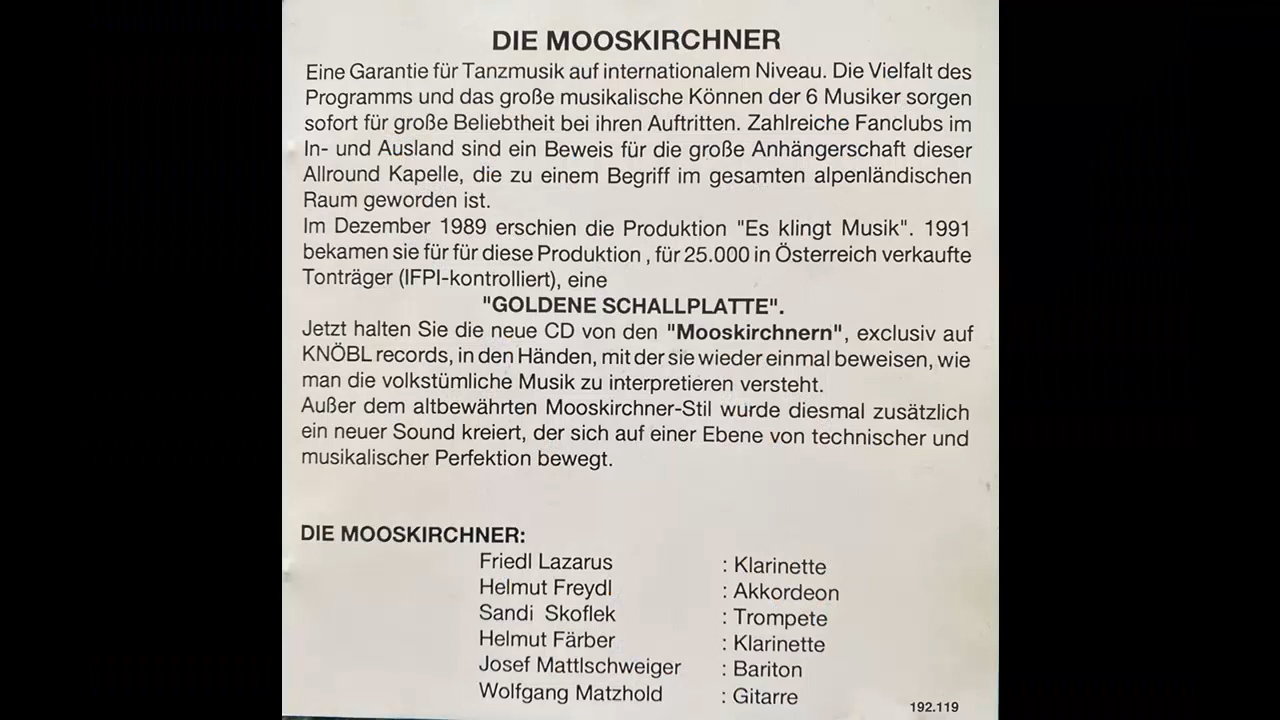 DIE MOOSKIRCHNER
Eine Garantie für Tanzmusik auf internationalem Niveau. Die Vielfalt des
Programms und das große musikalische Können der 6 Musiker sorgen
sofort für große Beliebtheit bei ihren Auftritten. Zahlreiche Fanclubs im
In- und Ausland sind ein Beweis für die große Anhängerschaft dieser
Allround Kapelle, die zu einem Begriff im gesamten alpenländischen
Raum geworden ist.
Im Dezember 1989 erschien die Produktion "Es klingt Musik". 1991
bekamen sie für für diese Produktion , für 25.000 in Österreich verkaufte
Tonträger (IFPI-kontrolliert), eine
"GOLDENE SCHALLPLATTE".
Jetzt halten Sie die neue CD von den "Mooskirchnern", exclusiv auf
KNÖBL records, in den Händen, mit der sie wieder einmal beweisen, wie
man die volkstümliche Musik zu interpretieren versteht.
Außer dem altbewährten Mooskirchner-Stil wurde diesmal zusätzlich
ein neuer Sound kreiert, der sich auf einer Ebene von technischer und
musikalischer Perfektion bewegt.
DIE MOOSKIRCHNER:
Friedl Lazarus : Klarinette
Helmut Freydl : Akkordeon
Sandi Skoflek : Trompete
Helmut Färber : Klarinette
Josef Mattlschweiger : Bariton
Wolfgang Matzhold : Gitarre
192.119